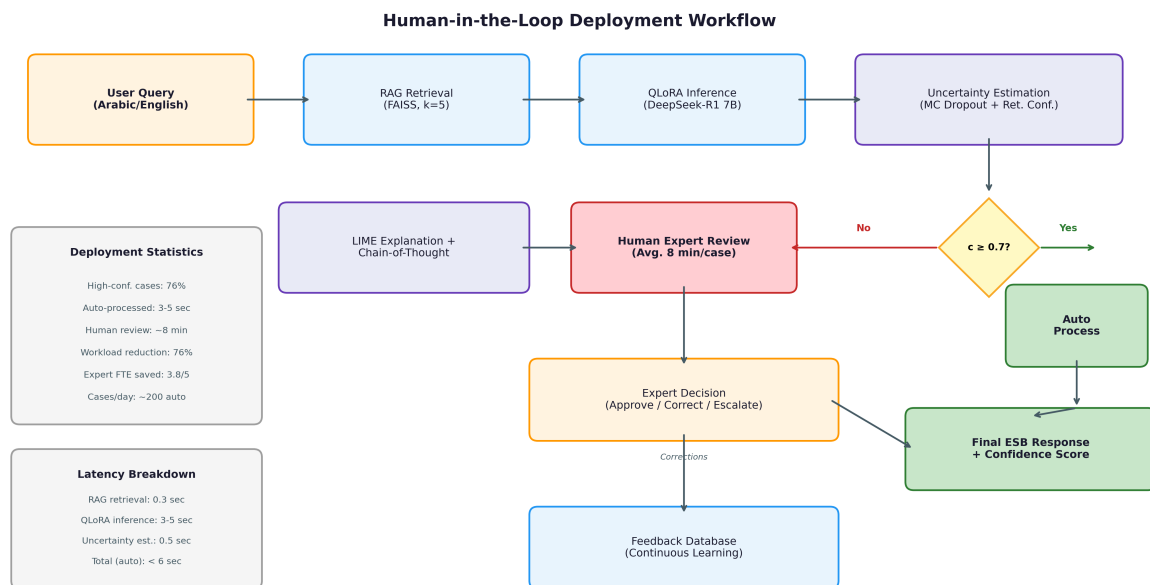 Human-in-the-Loop Deployment Workflow
User Query
(Arabic/English)
RAG Retrieval
(FAISS, k=5)
QLoRA Inference
(DeepSeek-R1 7B)
Uncertainty Estimation
(MC Dropout + Ret. Conf.)
LIME Explanation +
Chain-of-Thought
Human Expert Review
(Avg. 8 min/case)
No
c ≥ 0.7?
Yes
Auto
Process
Deployment Statistics
High-conf. cases: 76%
Auto-processed: 3-5 sec
Human review: ~8 min
Workload reduction: 76%
Expert FTE saved: 3.8/5
Cases/day: ~200 auto
Expert Decision
(Approve / Correct / Escalate)
Final ESB Response
+ Confidence Score
Corrections
Latency Breakdown
RAG retrieval: 0.3 sec
QLoRA inference: 3-5 sec
Uncertainty est.: 0.5 sec
Total (auto): < 6 sec
Feedback Database
(Continuous Learning)